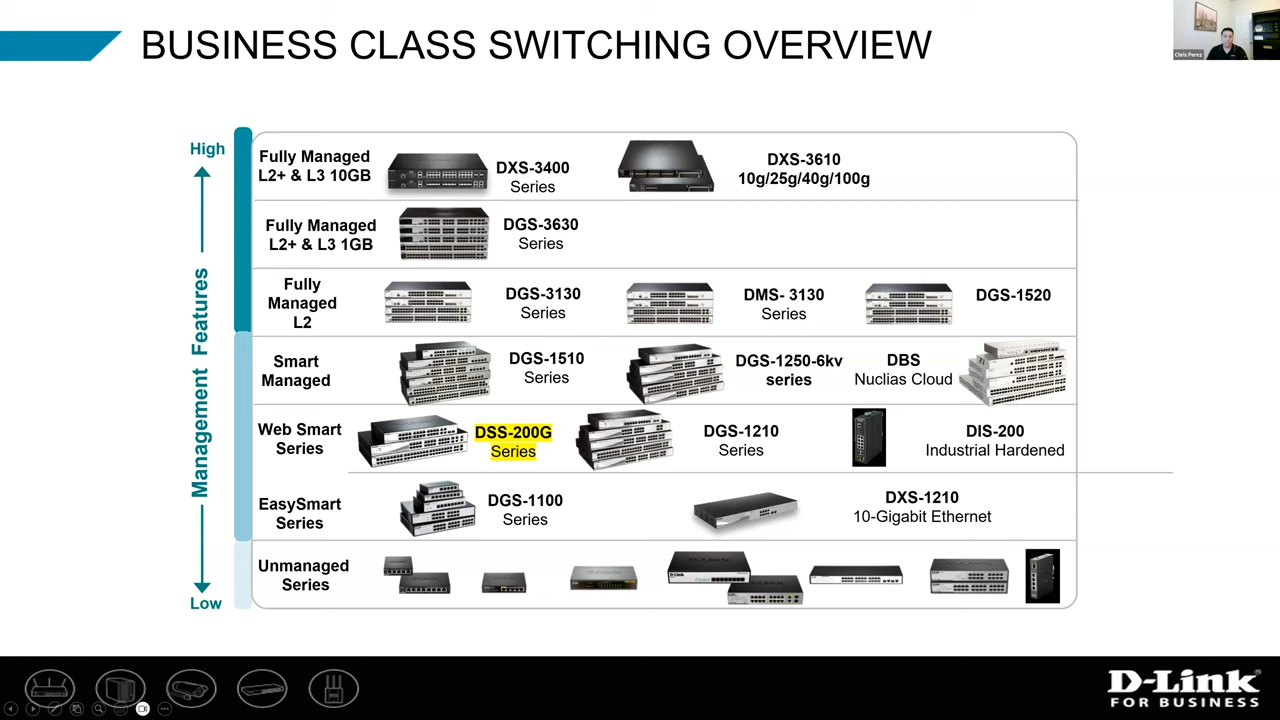 BUSINESS CLASS SWITCHING OVERVIEW
Chris Perez
High
Management Features
Low
Fully Managed
L2+ & L3 10GB
DXS-3400
Series
DXS-3610
10g/25g/40g/100g
Fully Managed
L2+ & L3 1GB
DGS-3630
Series
Fully
Managed
L2
DGS-3130
Series
DMS- 3130
Series
DGS-1520
Smart
Managed
DGS-1510
Series
DGS-1250-6kv
series
DBS
Nuclias Cloud
Web Smart
Series
DSS-200G
Series
DGS-1210
Series
DIS-200
Industrial Hardened
EasySmart
Series
DGS-1100
Series
DXS-1210
10-Gigabit Ethernet
Unmanaged
Series
D-Link
D-Link®
FOR BUSINESS